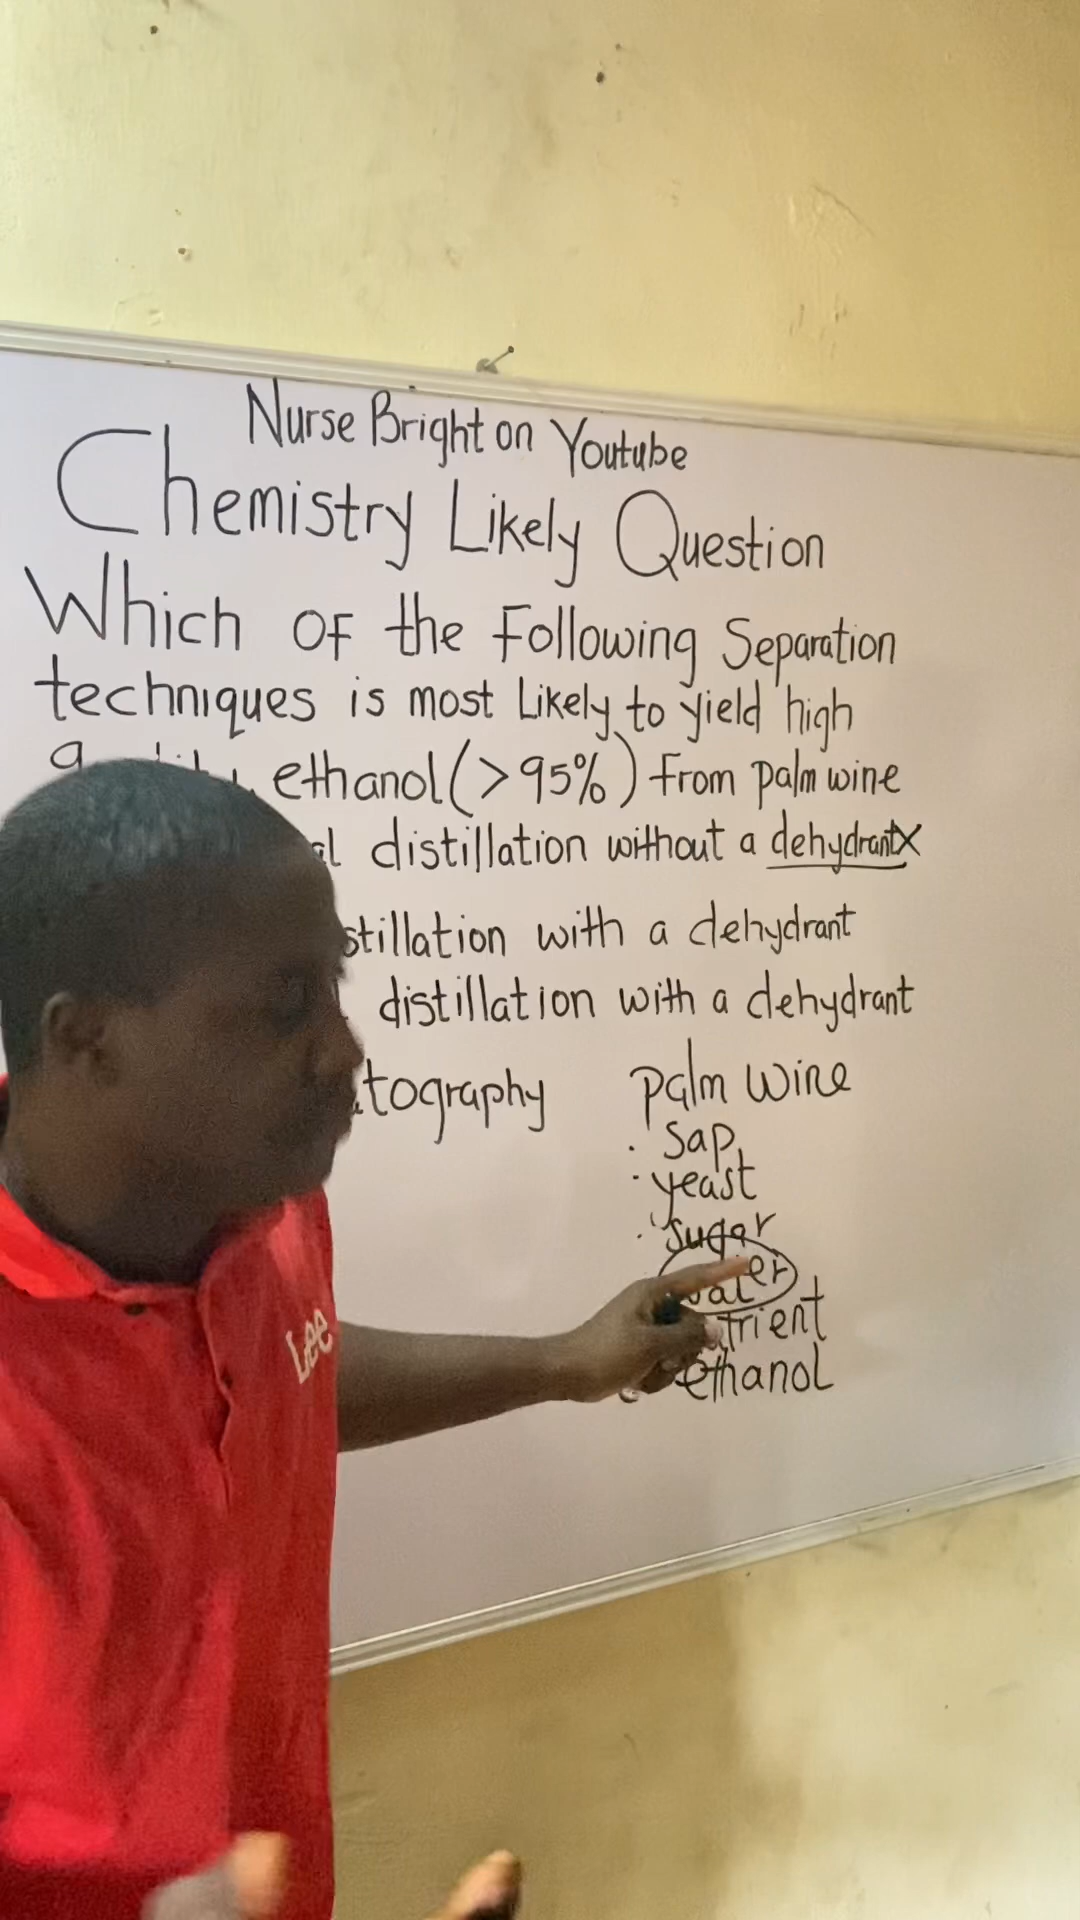 Nurse Bright on Youtube
Chemistry Likely Question
Which OF the Following Separation
techniques is most Likely to yield high
ethanol (>95%) From palm wine
distillation without a dehydrant X
stillation with a dehydrant
distillation with a dehydrant
tography
palm wine
. Sap
. yeast
. Sugar
trient
ethanol
Lee